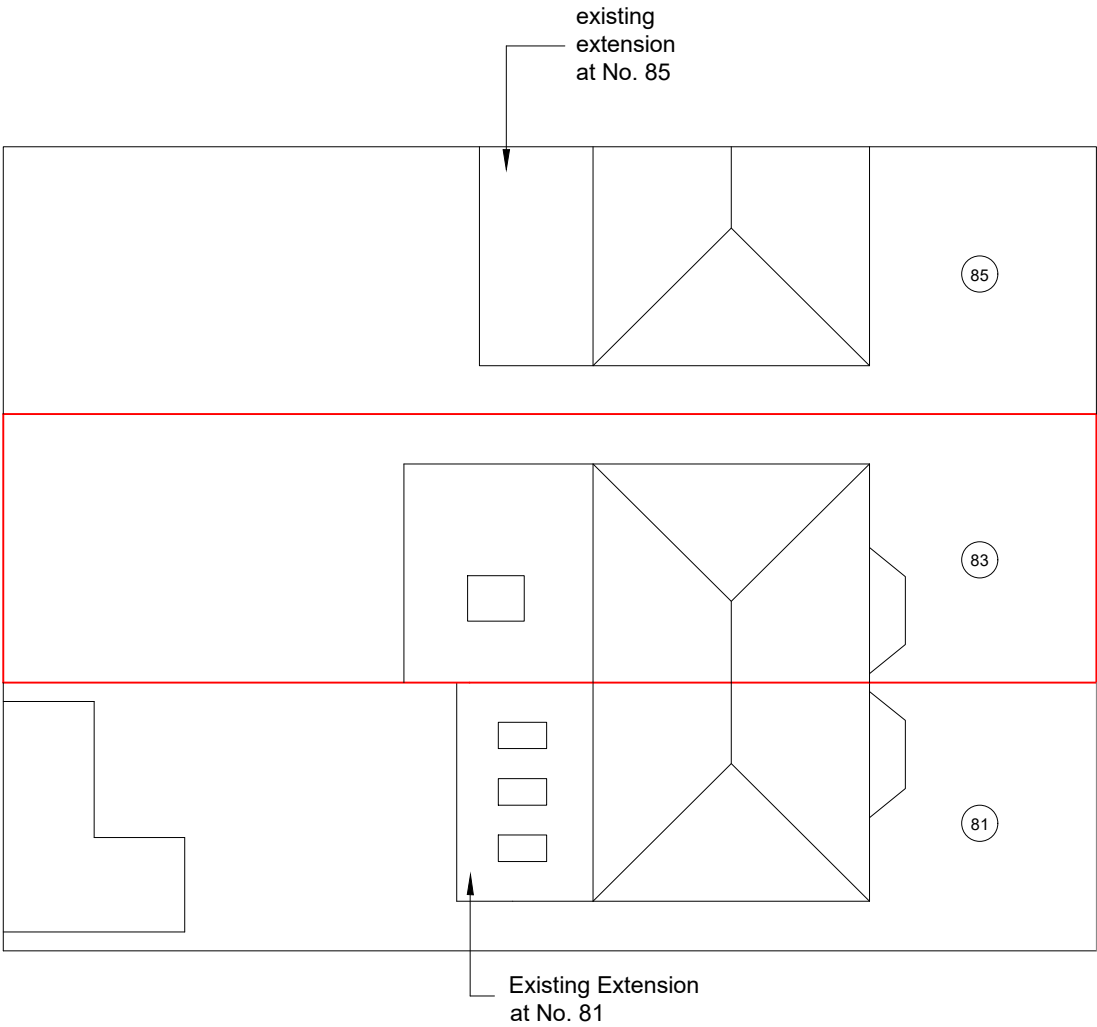 existing
extension
at No. 85
85
83
81
Existing Extension
at No. 81